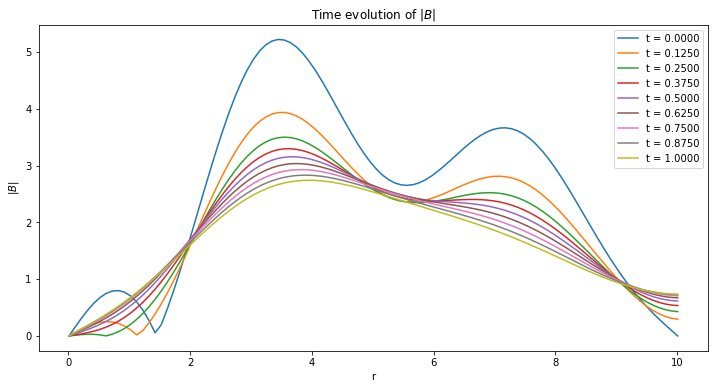 Time evolution of |B|
t = 0.0000
t = 0.1250
t = 0.2500
t = 0.3750
t = 0.5000
t = 0.6250
t = 0.7500
t = 0.8750
t = 1.0000
5
4
3
2
1
0
|B|
0 2 4 6 8 10
r